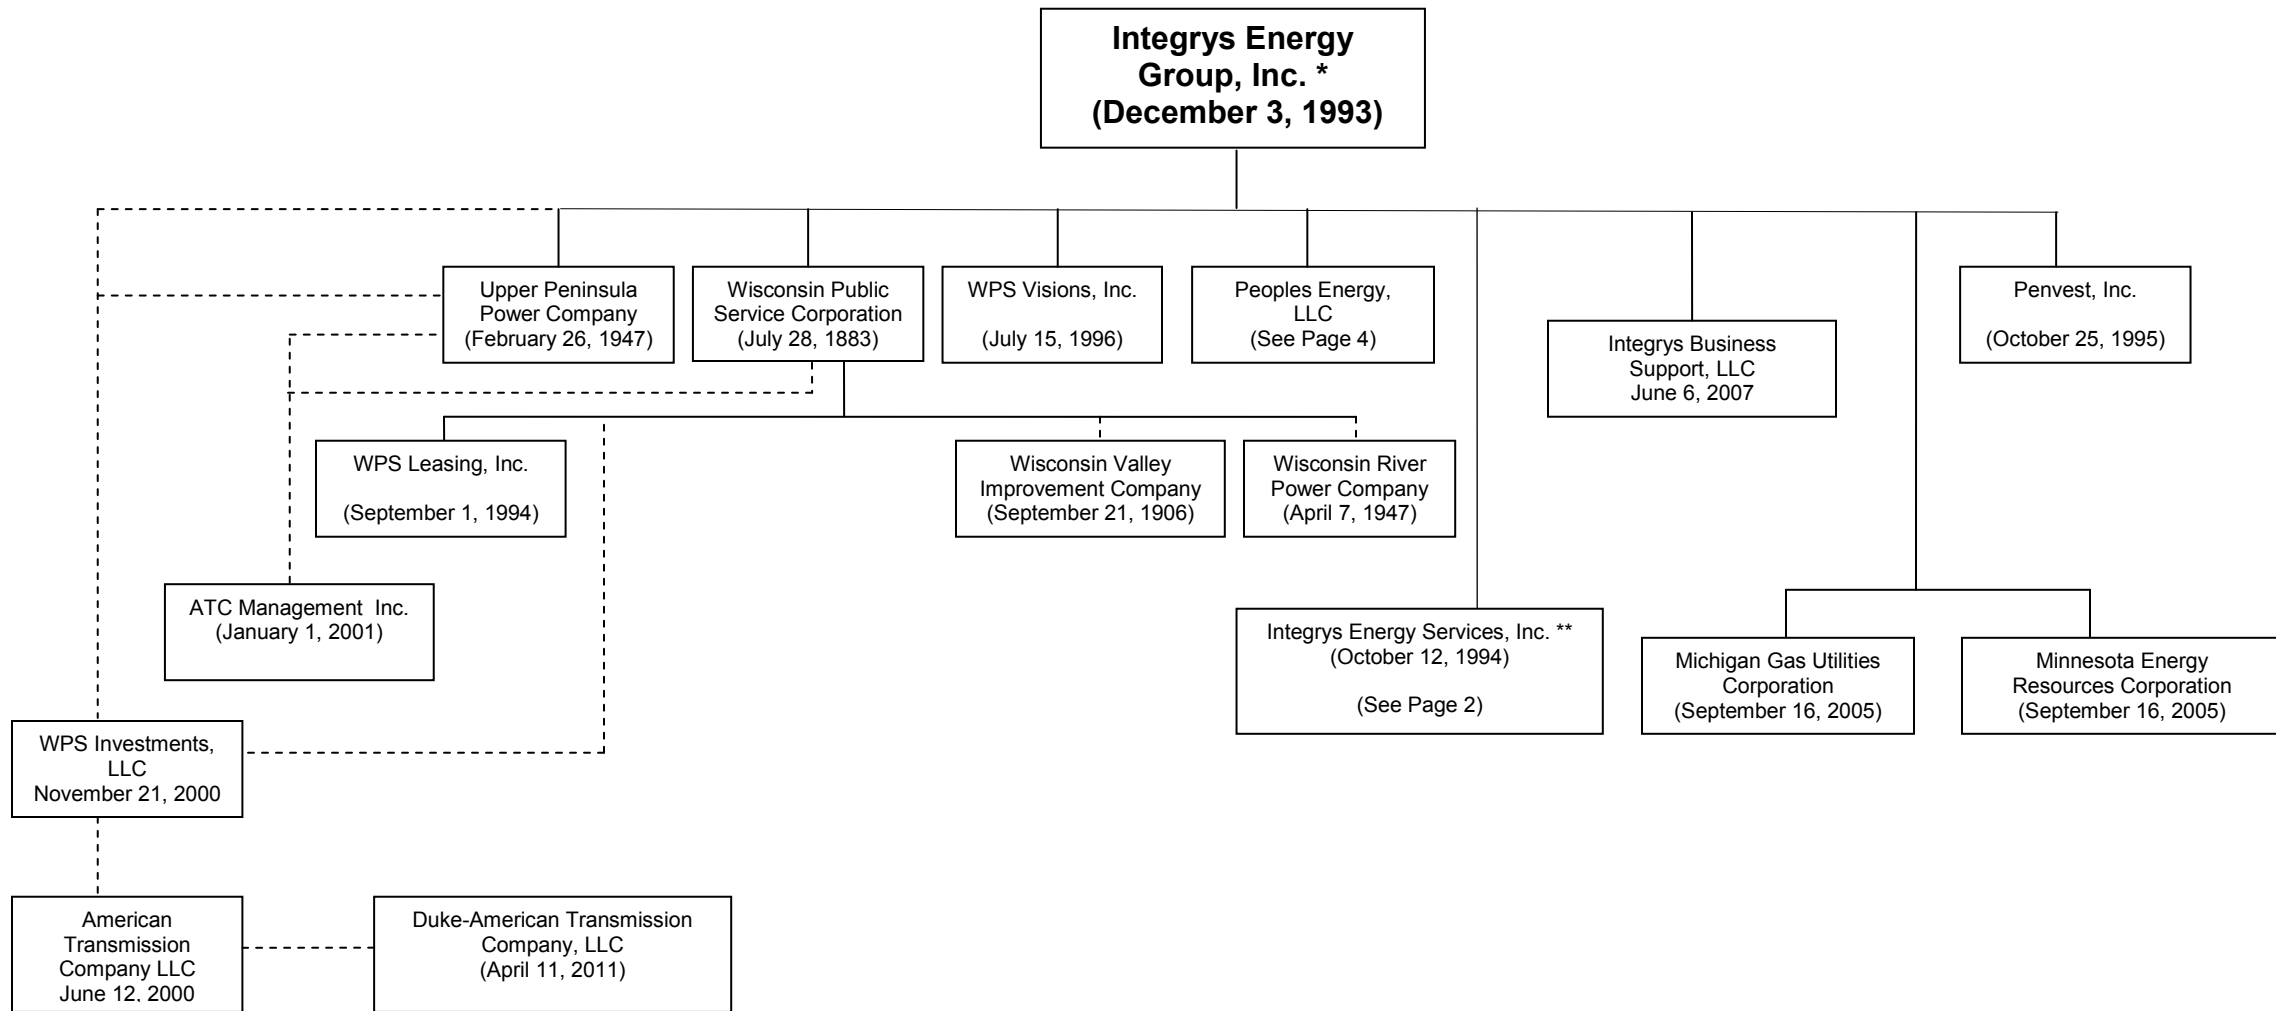 Integrys Energy
Group, Inc. *
(December 3, 1993)
Upper Peninsula
Power Company
(February 26, 1947)
Wisconsin Public
Service Corporation
(July 28, 1883)
WPS Visions, Inc.
(July 15, 1996)
Peoples Energy,
LLC
(See Page 4)
Integrys Business
Support, LLC
June 6, 2007
Penvest, Inc.
(October 25, 1995)
WPS Leasing, Inc.
(September 1, 1994)
Wisconsin Valley
Improvement Company
(September 21, 1906)
Wisconsin River
Power Company
(April 7, 1947)
ATC Management  Inc.
(January 1, 2001)
Integrys Energy Services, Inc. **
(October 12, 1994)
(See Page 2)
Michigan Gas Utilities
Corporation
(September 16, 2005)
Minnesota Energy
Resources Corporation
(September 16, 2005)
WPS Investments,
LLC
November 21, 2000
American
Transmission
Company LLC
June 12, 2000
Duke-American Transmission
Company, LLC
(April 11, 2011)